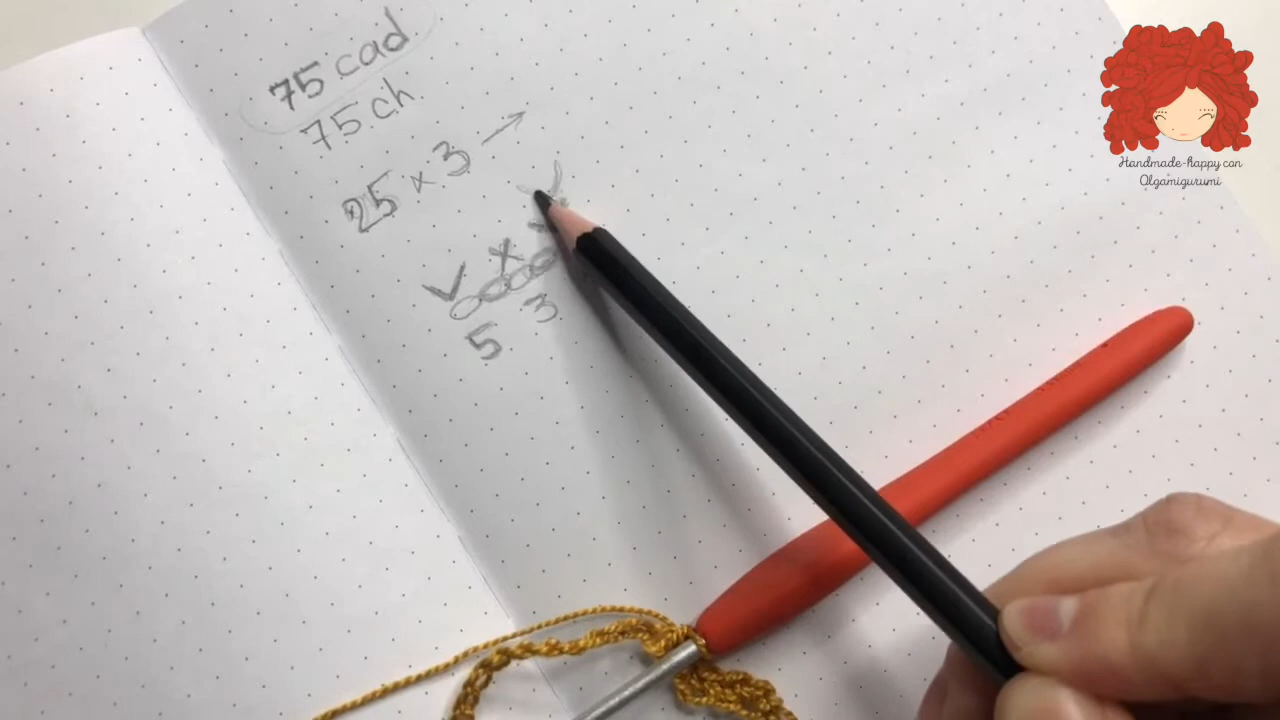 75 cad
75 ch
25 x 3 →
5 3
Handmade-happy con
Olgamigurumi